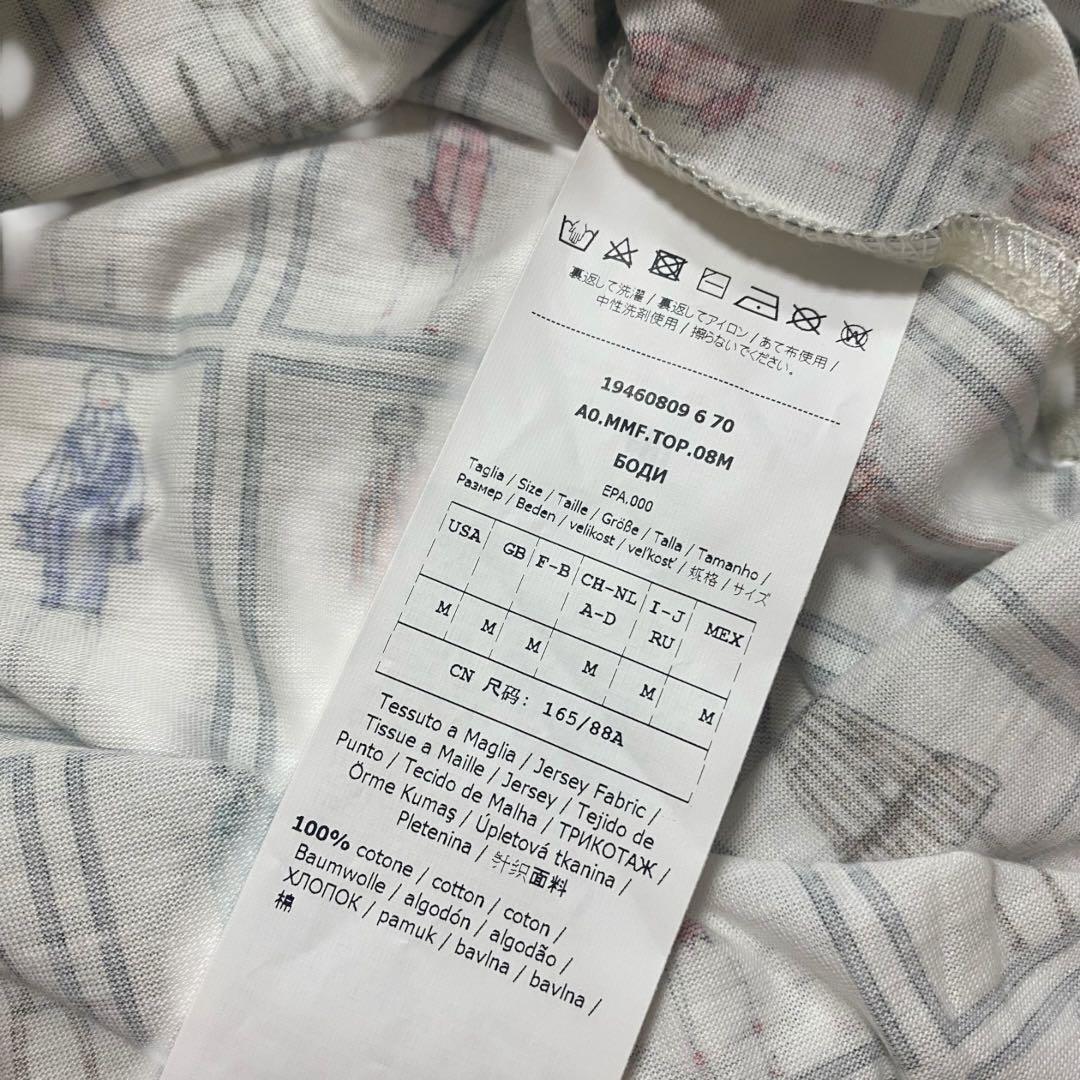 裏返して洗濯 / 裏返してアイロン / あて布使用 /
中性洗剤使用 / 擦らないでください。
19460809 6 70
A0.MMF.TOP.08M
БОДИ
EPA.000
Taglia / Size / Taille / Größe / Talla / Tamanho /
Размер / Beden / velikost / veľkosť / 规格 / サイズ
USA GB F-B CH-NL A-D I-J RU MEX
M M M M M M
CN 尺码: 165/88A
Tessuto a Maglia / Jersey Fabric /
Tissue a Maille / Jersey / Tejido de
Punto / Tecido de Malha / ТРИКОТАЖ /
Örme Kumaş / Úpletová tkanina /
Pletenina / 针织面料
100% cotone / cotton / coton /
Baumwolle / algodón / algodão /
ХЛОПОК / pamuk / bavlna / bavlna /
棉